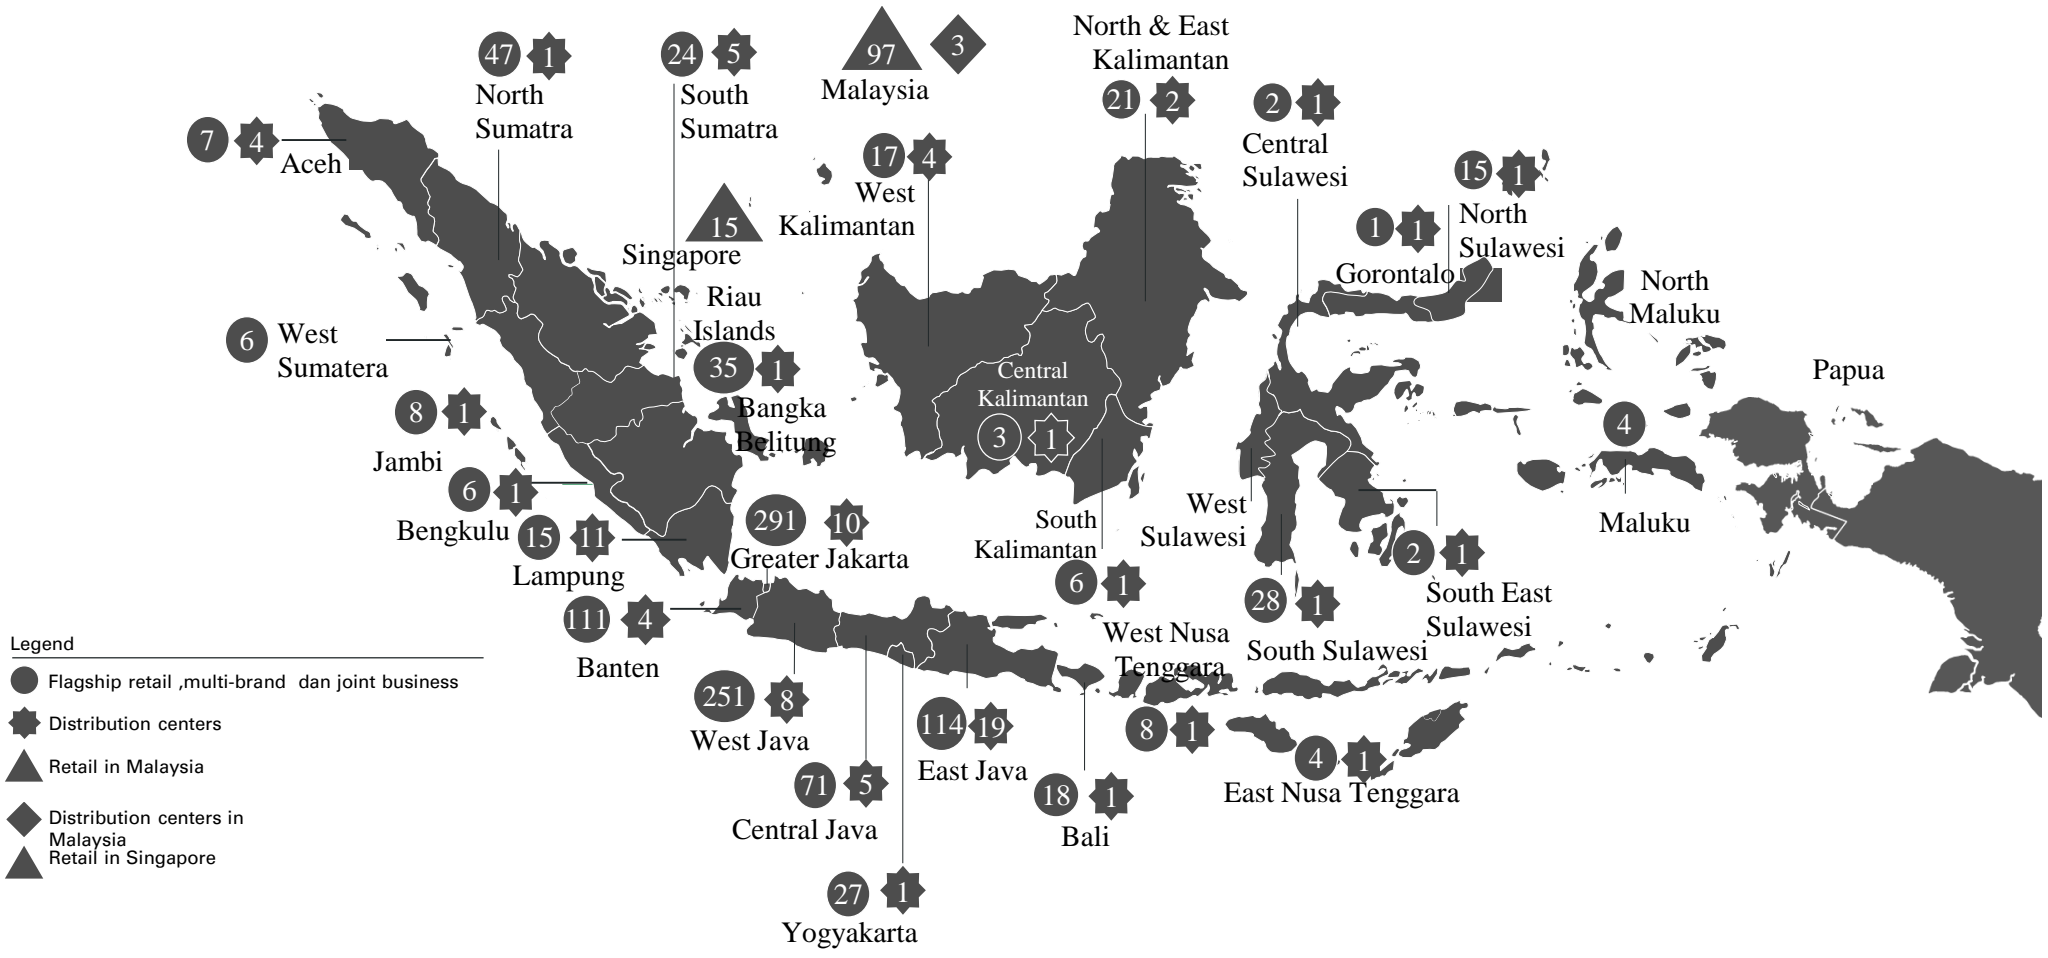 47 1
North
Sumatra
24 5
South
Sumatra
97 3
Malaysia
North & East
Kalimantan
21 2
2 1
Central
Sulawesi
7 4
Aceh
17 4
West
Kalimantan
15 1
North
Sulawesi
1 1
Gorontalo
15
Singapore
North
Maluku
Riau
Islands
35 1
Bangka
Belitung
6
West
Sumatera
Central
Kalimantan
3 1
Papua
8 1
Jambi
4
Maluku
6 1
Bengkulu
15 11
Lampung
291 10
Greater Jakarta
South
Kalimantan
6 1
West
Sulawesi
2 1
South East
Sulawesi
28 1
South Sulawesi
111 4
Banten
West Nusa
Tenggara
8 1
251 8
West Java
114 19
East Java
4 1
East Nusa Tenggara
71 5
Central Java
18 1
Bali
27 1
Yogyakarta
Legend
Flagship retail ,multi-brand dan joint business
Distribution centers
Retail in Malaysia
Distribution centers in
Malaysia
Retail in Singapore